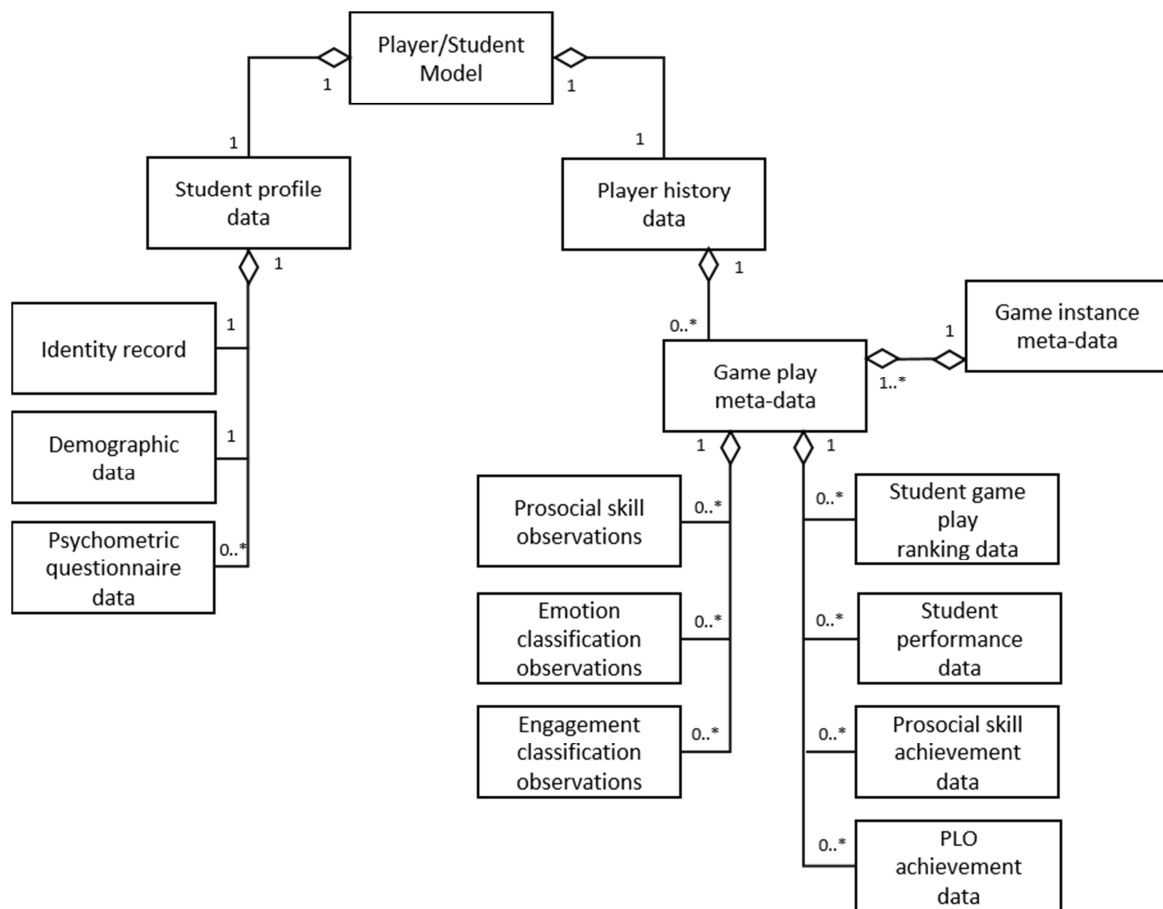 Player/Student
Model
1
1
1
1
Student profile
data
Player history
data
1
1
Identity record
1
0..*
Game instance
meta-data
1
1..*
Game play
meta-data
Demographic
data
1
1
1
Psychometric
questionnaire
data
0..*
Prosocial skill
observations
0..*
0..*
Student game
play
ranking data
Emotion
classification
observations
0..*
0..*
Student
performance
data
Engagement
classification
observations
0..*
0..*
Prosocial skill
achievement
data
0..*
PLO
achievement
data